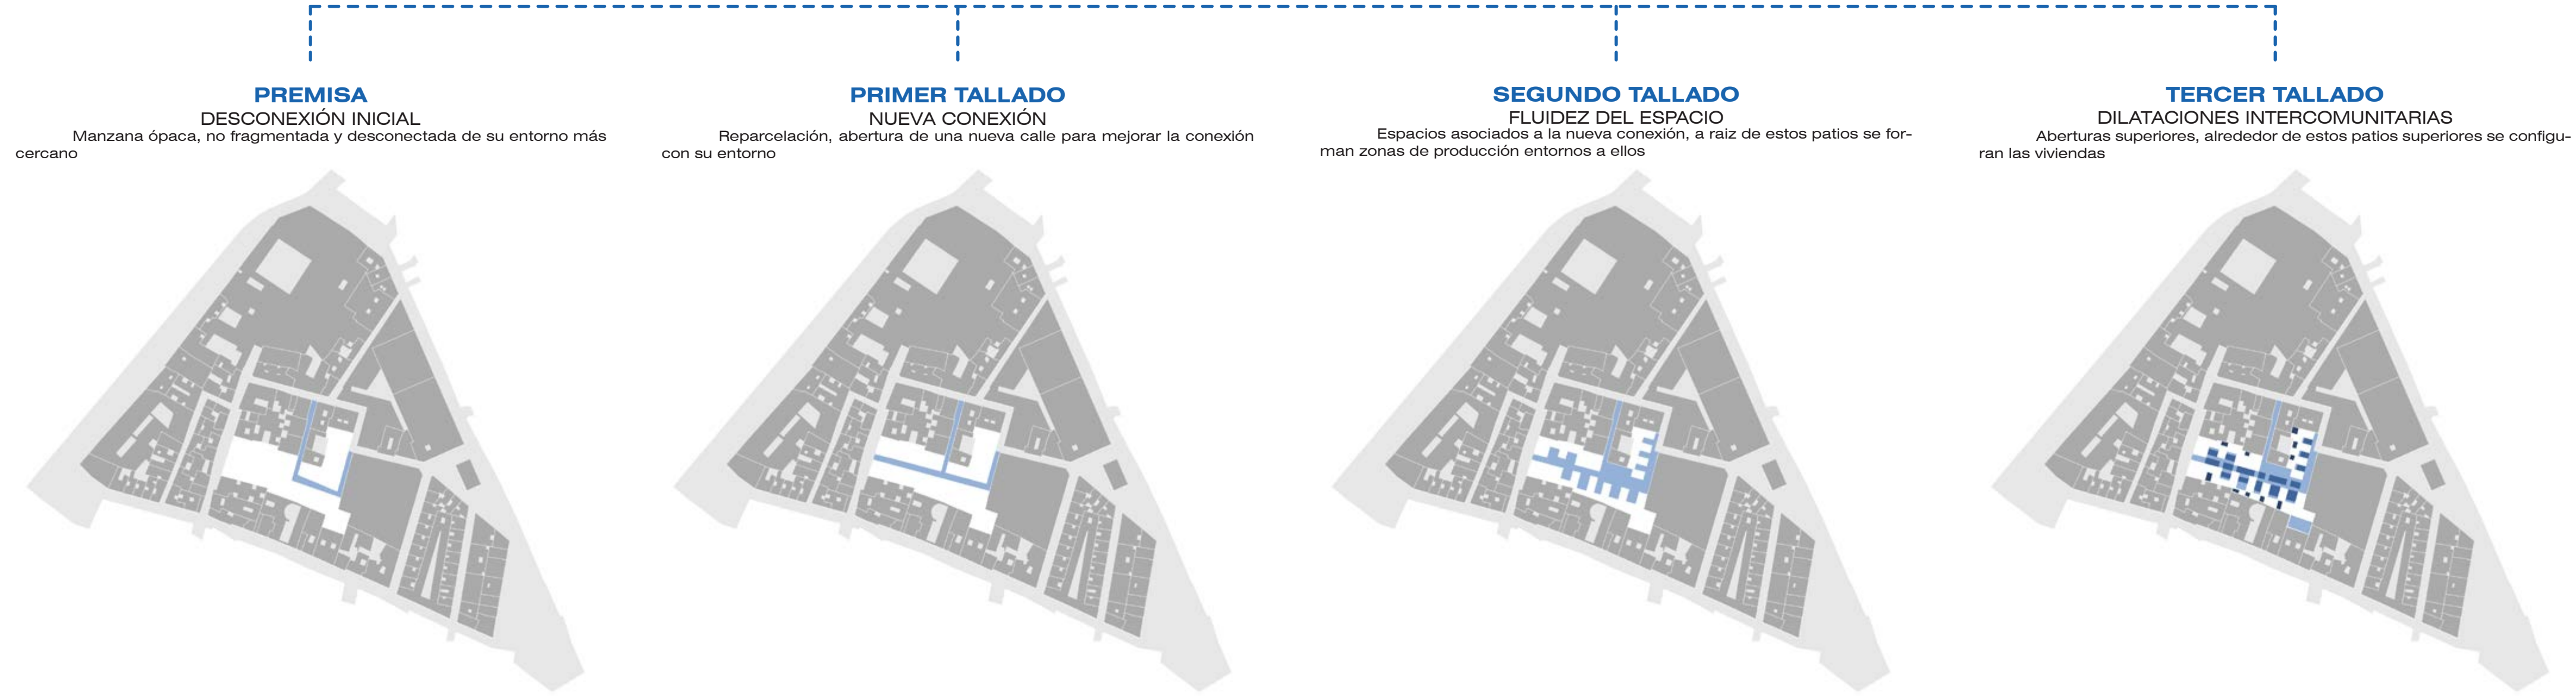 PREMISA
DESCONEXIÓN INICIAL
Manzana ópaca, no fragmentada y desconectada de su entorno más
cercano
PRIMER TALLADO
NUEVA CONEXIÓN
Reparcelación, abertura de una nueva calle para mejorar la conexión
con su entorno
SEGUNDO TALLADO
FLUIDEZ DEL ESPACIO
Espacios asociados a la nueva conexión, a raiz de estos patios se for-
man zonas de producción entornos a ellos
TERCER TALLADO
DILATACIONES INTERCOMUNITARIAS
Aberturas superiores, alrededor de estos patios superiores se configu-
ran las viviendas